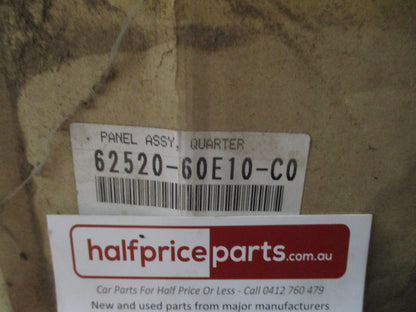 PANEL ASSY, QUARTER
62520-60E10-C0
halfpriceparts.com.au
Car Parts For Half Price Or Less - Call 0412 760 479
New and used parts from major manufacturers